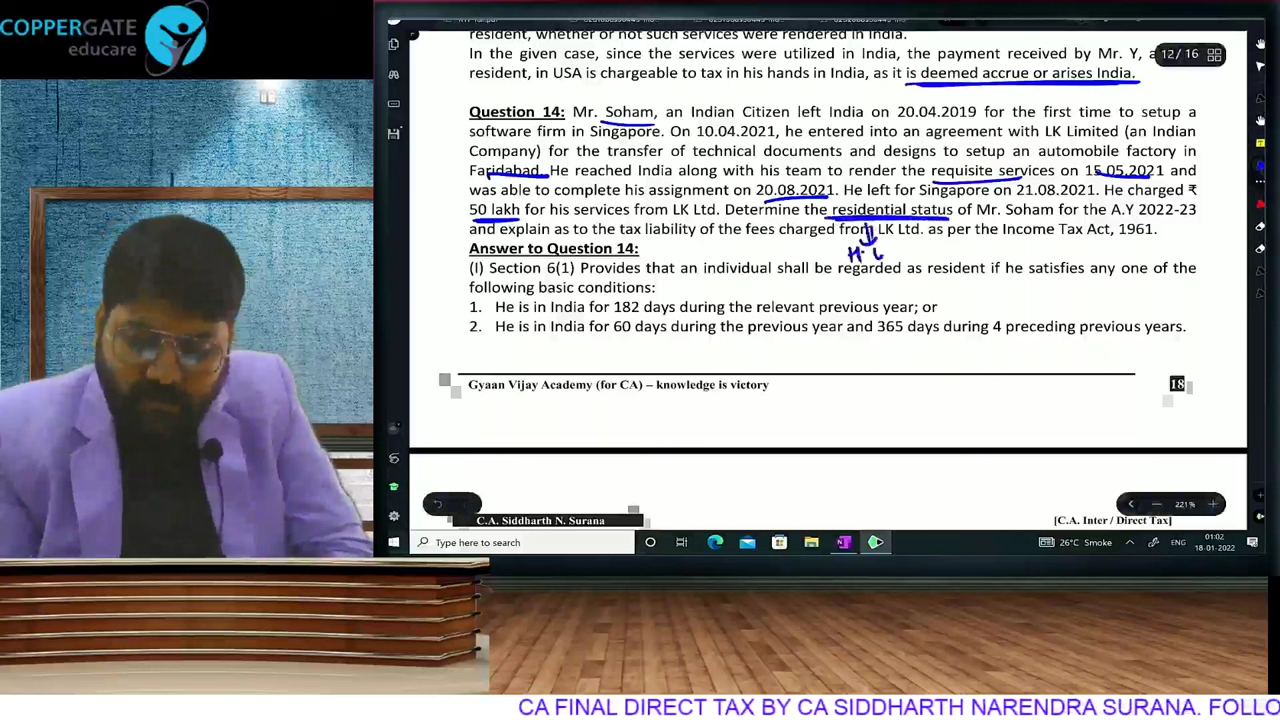 COPPERGATE
educare
resident, whether or not such services were rendered in India.
In the given case, since the services were utilized in India, the payment received by Mr. Y, a
resident, in USA is chargeable to tax in his hands in India, as it is deemed accrue or arises India.
12/16
Question 14: Mr. Soham, an Indian Citizen left India on 20.04.2019 for the first time to setup a
software firm in Singapore. On 10.04.2021, he entered into an agreement with LK Limited (an Indian
Company) for the transfer of technical documents and designs to setup an automobile factory in
Faridabad. He reached India along with his team to render the requisite services on 15.05.2021 and
was able to complete his assignment on 20.08.2021. He left for Singapore on 21.08.2021. He charged ₹
50 lakh for his services from LK Ltd. Determine the residential status of Mr. Soham for the A.Y 2022-23
and explain as to the tax liability of the fees charged from LK Ltd. as per the Income Tax Act, 1961.
Answer to Question 14:
(I) Section 6(1) Provides that an individual shall be regarded as resident if he satisfies any one of the
following basic conditions:
1. He is in India for 182 days during the relevant previous year; or
2. He is in India for 60 days during the previous year and 365 days during 4 preceding previous years.
Gyaan Vijay Academy (for CA) – knowledge is victory
18
221%
C.A. Siddharth N. Surana
[C.A. Inter / Direct Tax]
Type here to search
26°C Smoke
ENG
01:02
18-01-2022
CA FINAL DIRECT TAX BY CA SIDDHARTH NARENDRA SURANA. FOLLO